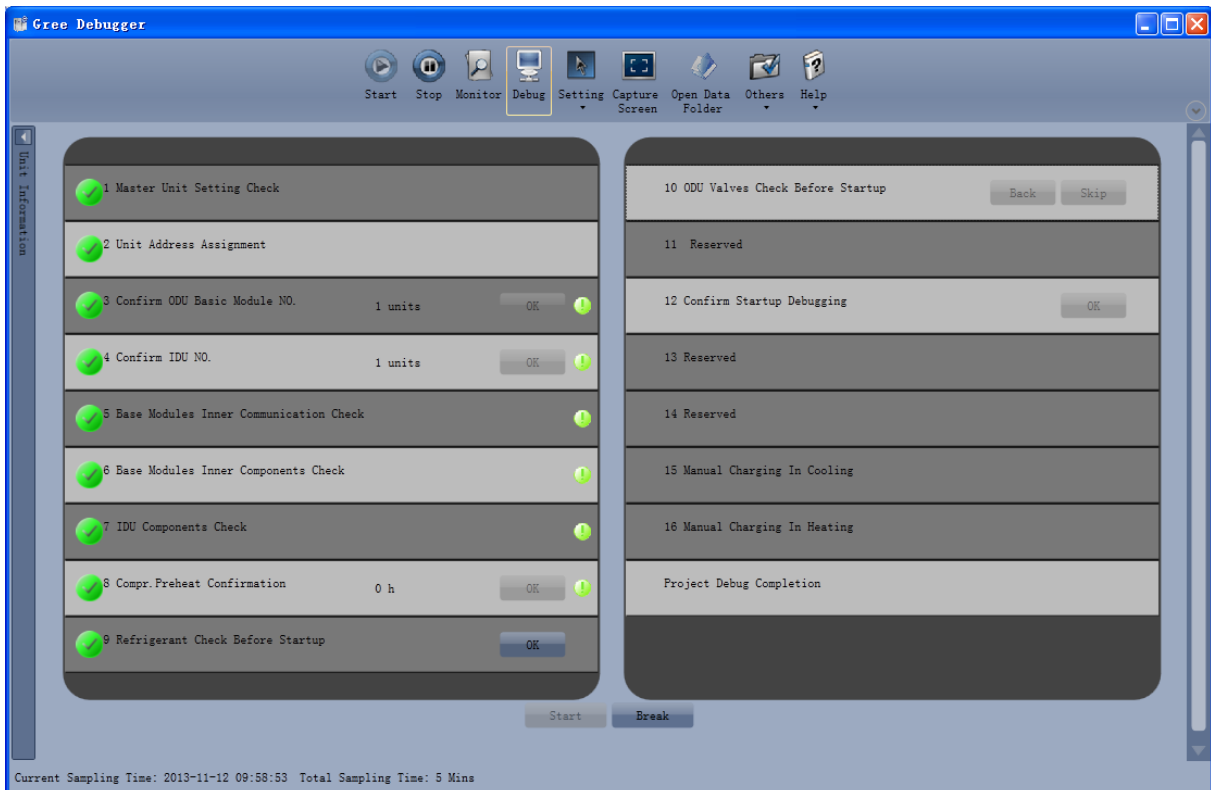 Gree Debugger
Start Stop Monitor Debug Setting Capture Screen Open Data Folder Others Help
Unit Information
1 Master Unit Setting Check
2 Unit Address Assignment
3 Confirm ODU Basic Module NO. 1 units OK
4 Confirm IDU NO. 1 units OK
5 Base Modules Inner Communication Check
6 Base Modules Inner Components Check
7 IDU Components Check
8 Compr.Preheat Confirmation 0 h OK
9 Refrigerant Check Before Startup OK
10 ODU Valves Check Before Startup Back Skip
11 Reserved
12 Confirm Startup Debugging OK
13 Reserved
14 Reserved
15 Manual Charging In Cooling
16 Manual Charging In Heating
Project Debug Completion
Start Break
Current Sampling Time: 2013-11-12 09:58:53 Total Sampling Time: 5 Mins